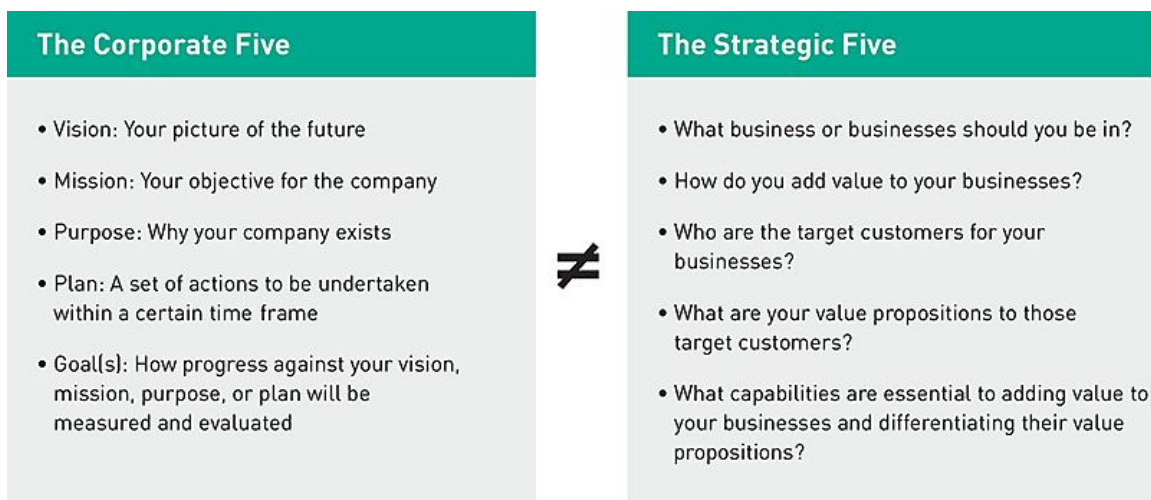 The Corporate Five
• Vision: Your picture of the future
• Mission: Your objective for the company
• Purpose: Why your company exists
• Plan: A set of actions to be undertaken
within a certain time frame
• Goal(s): How progress against your vision,
mission, purpose, or plan will be
measured and evaluated
≠
The Strategic Five
• What business or businesses should you be in?
• How do you add value to your businesses?
• Who are the target customers for your
businesses?
• What are your value propositions to those
target customers?
• What capabilities are essential to adding value to
your businesses and differentiating their value
propositions?